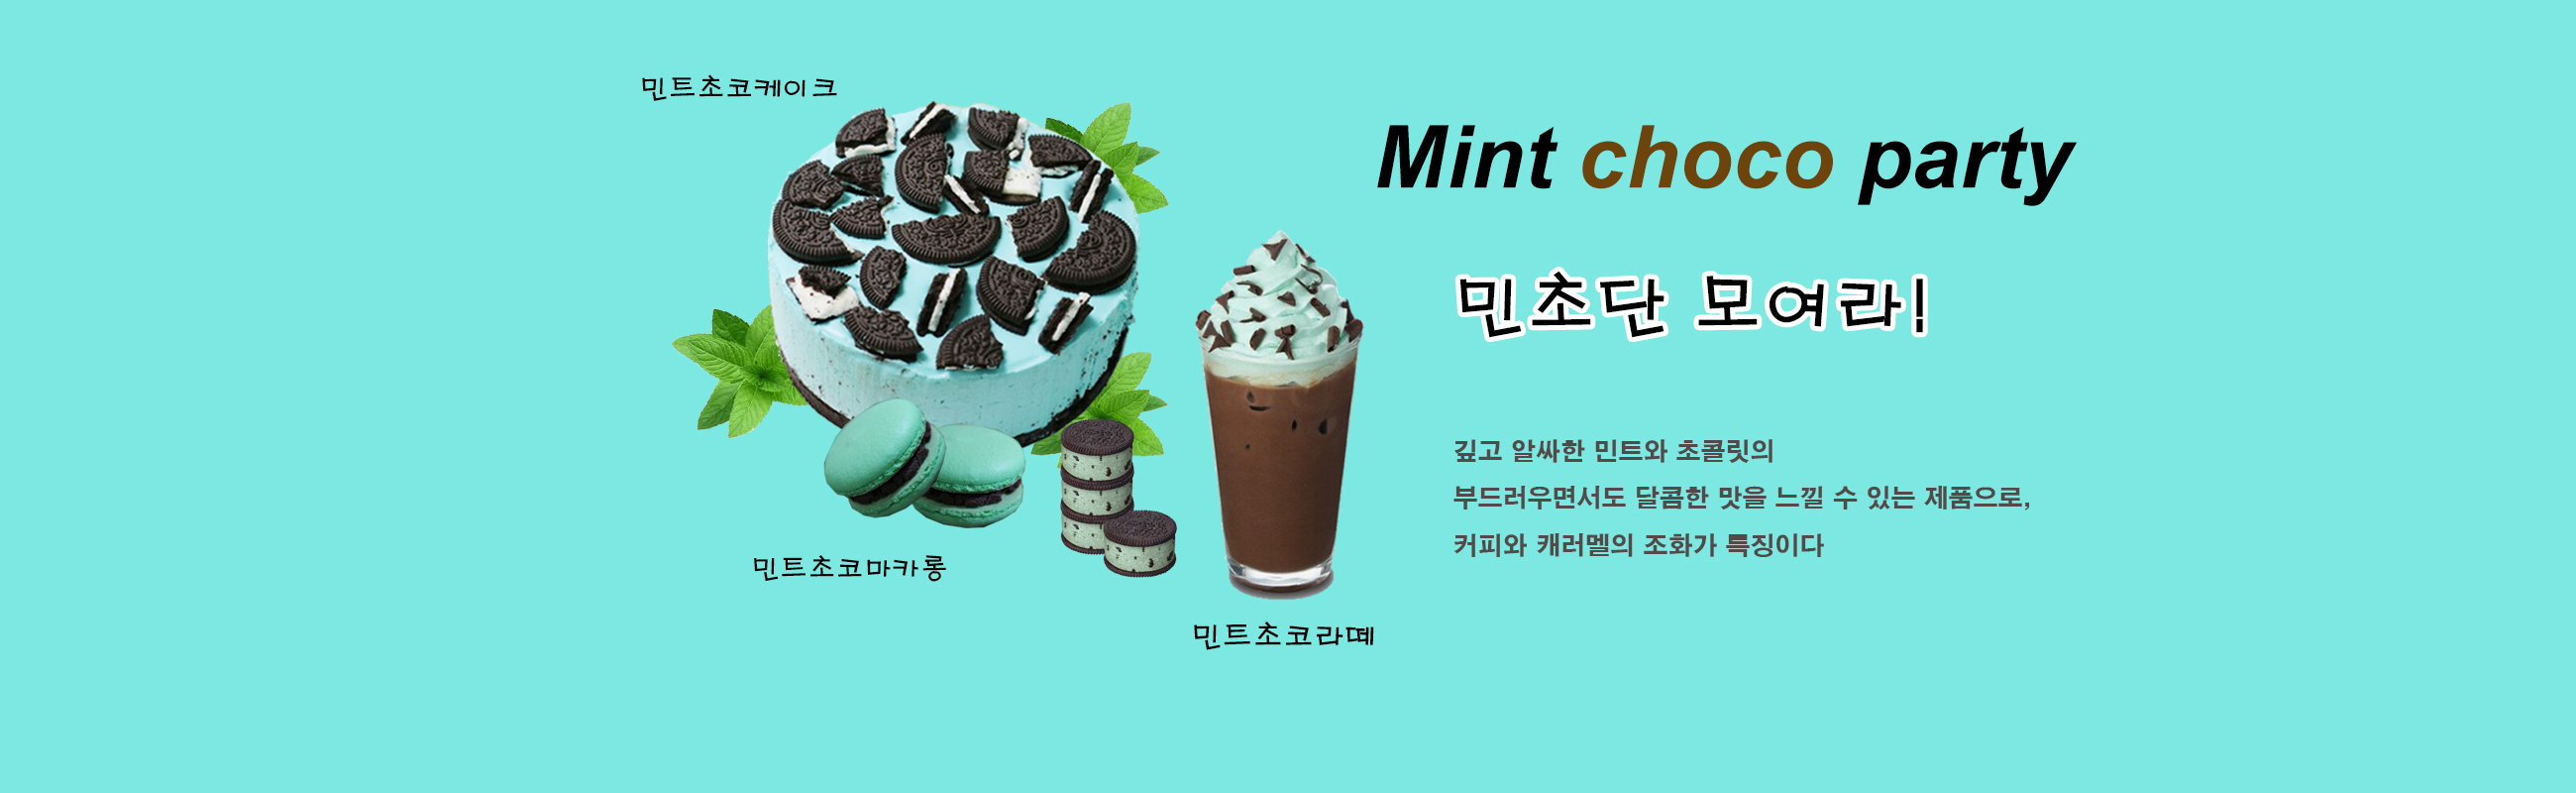 민트초코케이크
Mint choco party
민초단 모여라!
깊고 알싸한 민트와 초콜릿의
부드러우면서도 달콤한 맛을 느낄 수 있는 제품으로,
커피와 캐러멜의 조화가 특징이다
민트초코마카롱
민트초코라떼